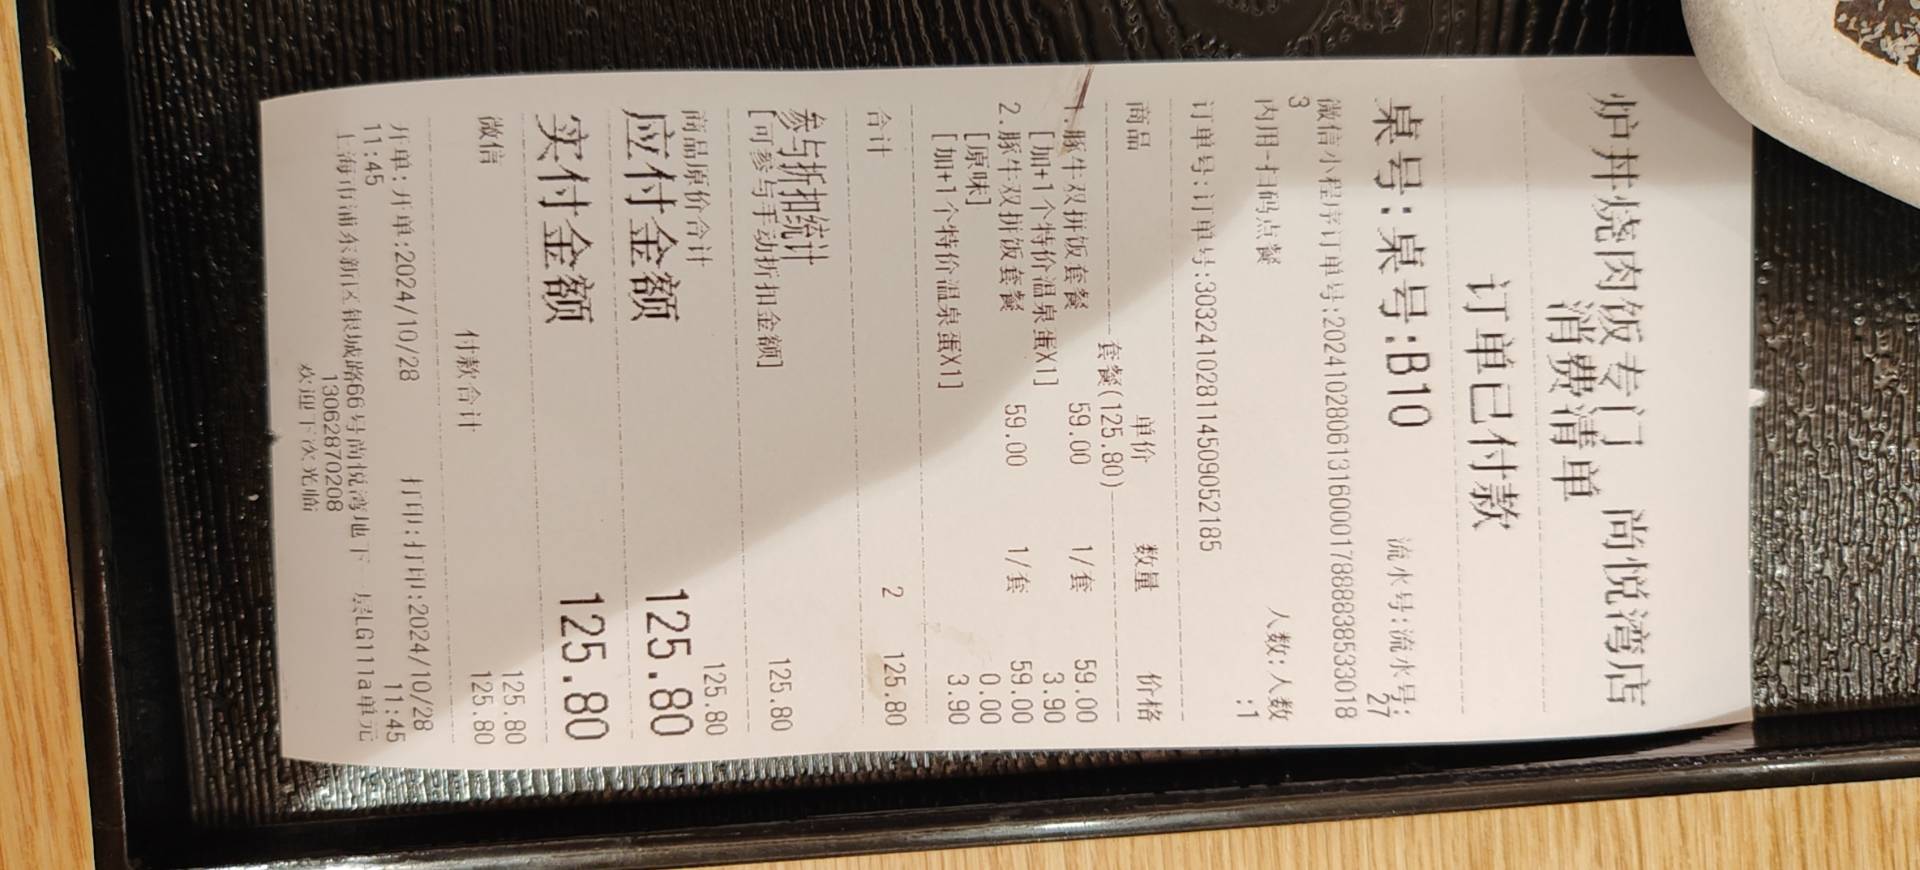 炉丼烧肉饭专门 尚悦湾店
消费清单
订单已付款
桌号:桌号:B10 流水号:流水号:
27
微信小程序订单号:2024102806131600017888838533018
3
内用-扫码点餐 人数:人数
:1
订单号:订单号:30324102811450905218​5
商品 单价 数量 价格
套餐(125.80)
1.豚牛双拼饭套餐 59.00 1/套 59.00
[加+1个特价温泉蛋X1] 3.90
2.豚牛双拼饭套餐 59.00 1/套 59.00
[原味] 0.00
[加+1个特价温泉蛋X1] 3.90
合计 2 125.80
参与折扣统计
[可参与手动折扣金额] 125.80
商品原价合计 125.80
应付金额 125.80
实付金额 125.80
微信 125.80
付款合计 125.80
开单:开单:2024/10/28 打印:打印:2024/10/28
11:45 11:45
上海市浦东新区银城路66号尚悦湾地下 层LG111a单元
13062870208
欢迎下次光临